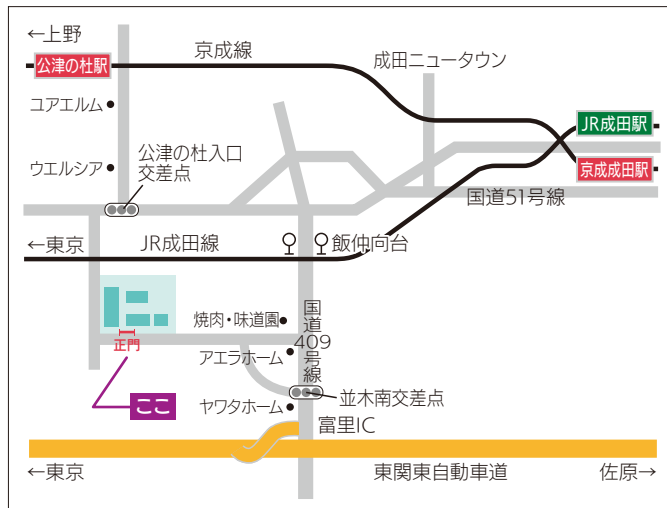 ←上野
京成線
成田ニュータウン
公津の杜駅
ユアエルム
JR成田駅
公津の杜入口
交差点
ウエルシア
京成成田駅
国道51号線
←東京
JR成田線
飯仲向台
焼肉・味道園
国道409号線
正門
アエラホーム
ここ
ヤワタホーム
並木南交差点
富里IC
←東京
東関東自動車道
佐原→